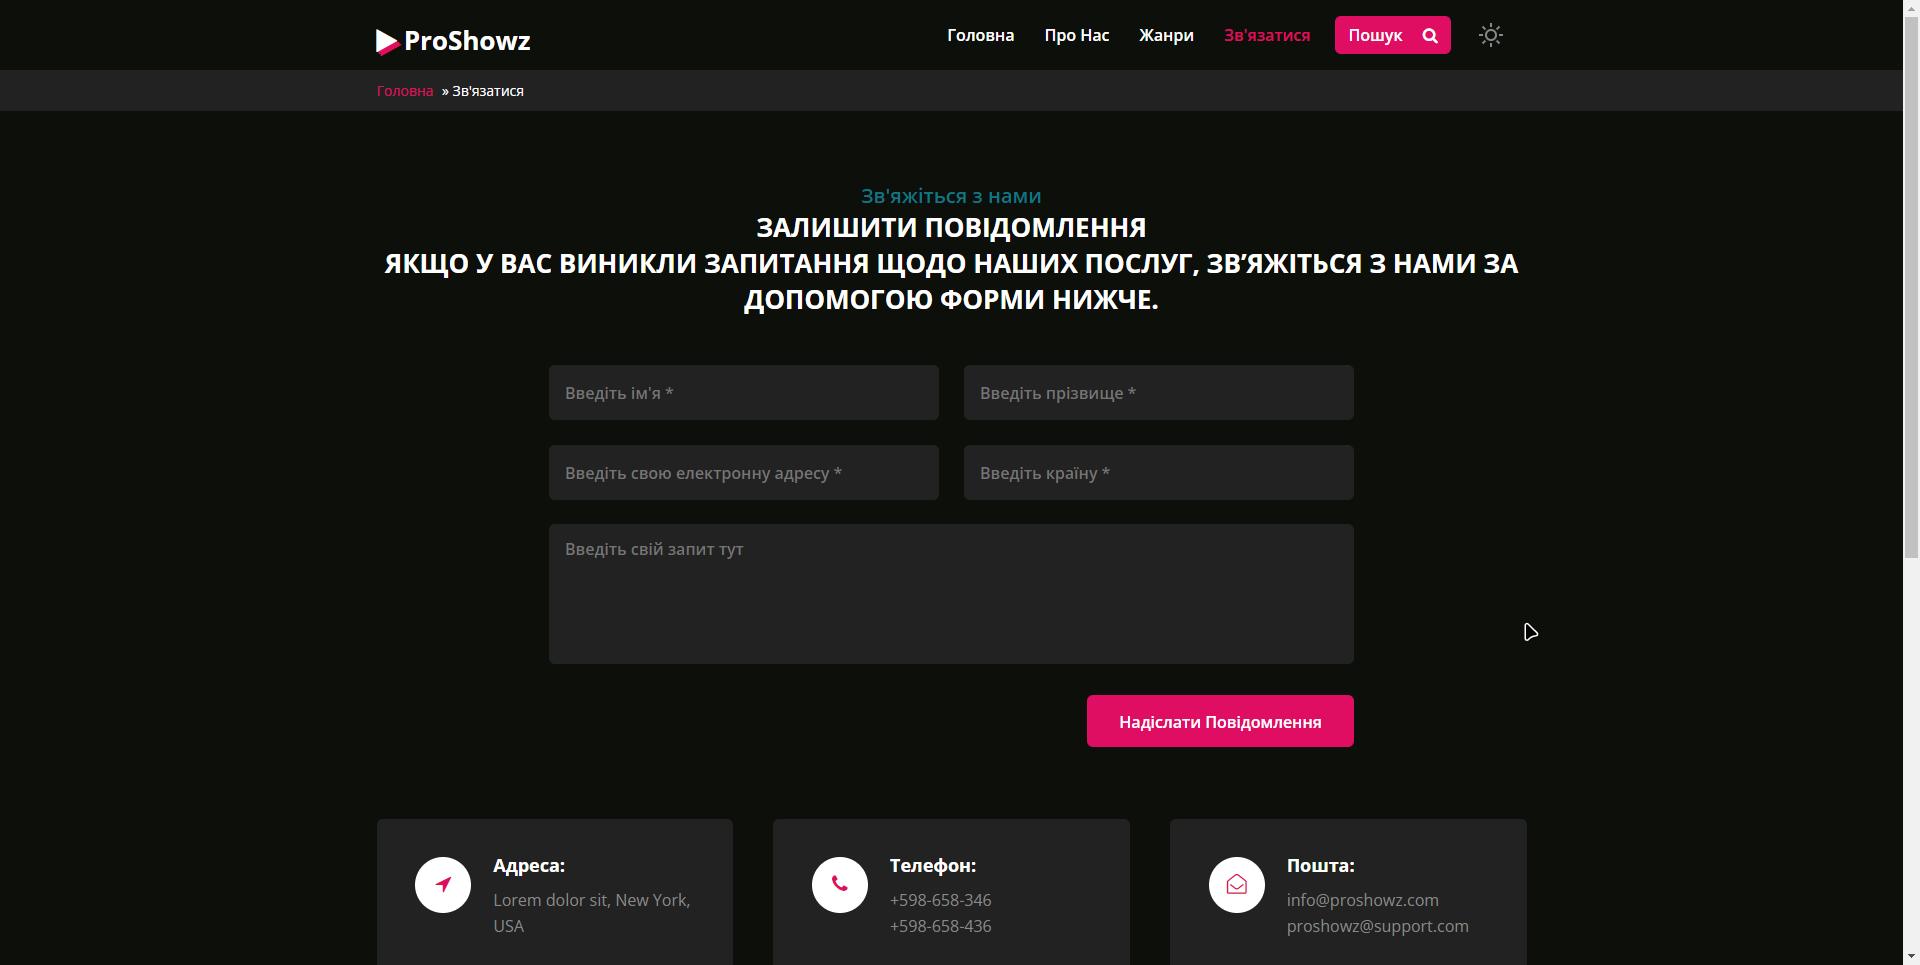 ProShowz
Головна Про Нас Жанри Зв'язатися Пошук
Головна » Зв'язатися
Зв'яжіться з нами
ЗАЛИШИТИ ПОВІДОМЛЕННЯ
ЯКЩО У ВАС ВИНИКЛИ ЗАПИТАННЯ ЩОДО НАШИХ ПОСЛУГ, ЗВ’ЯЖІТЬСЯ З НАМИ ЗА
ДОПОМОГОЮ ФОРМИ НИЖЧЕ.
Введіть ім'я *
Введіть прізвище *
Введіть свою електронну адресу *
Введіть країну *
Введіть свій запит тут
Надіслати Повідомлення
Адреса:
Lorem dolor sit, New York,
USA
Телефон:
+598-658-346
+598-658-436
Пошта:
info@proshowz.com
proshowz@support.com